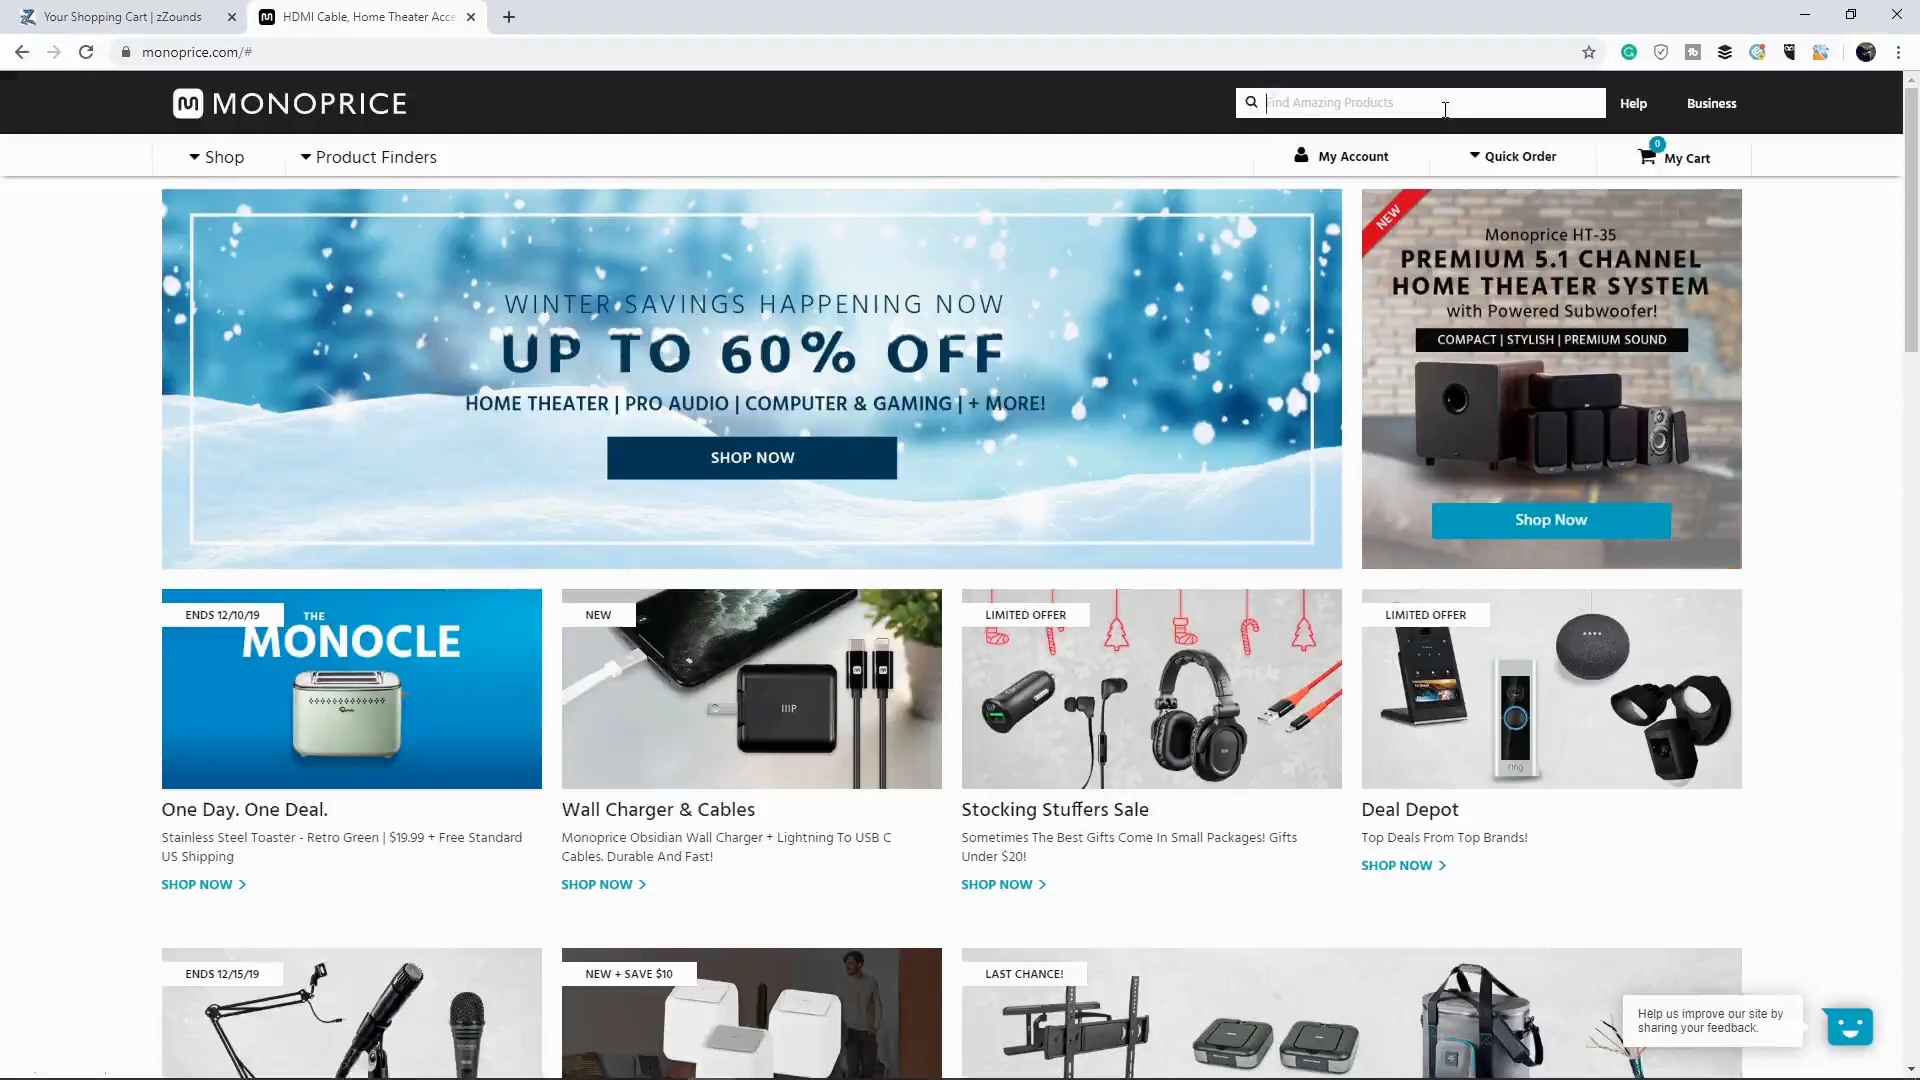 Your Shopping Cart | zZounds
HDMI Cable, Home Theater Acce
monoprice.com/#
MONOPRICE
Find Amazing Products
Help
Business
Shop
Product Finders
My Account
Quick Order
0
My Cart
WINTER SAVINGS HAPPENING NOW
UP TO 60% OFF
HOME THEATER | PRO AUDIO | COMPUTER & GAMING | + MORE!
SHOP NOW
NEW
Monoprice HT-35
PREMIUM 5.1 CHANNEL
HOME THEATER SYSTEM
with Powered Subwoofer!
COMPACT | STYLISH | PREMIUM SOUND
Shop Now
ENDS 12/10/19
THE
MONOCLE
One Day. One Deal.
Stainless Steel Toaster - Retro Green | $19.99 + Free Standard
US Shipping
SHOP NOW >
NEW
IIIP
Wall Charger & Cables
Monoprice Obsidian Wall Charger + Lightning To USB C
Cables. Durable And Fast!
SHOP NOW >
LIMITED OFFER
Stocking Stuffers Sale
Sometimes The Best Gifts Come In Small Packages! Gifts
Under $20!
SHOP NOW >
LIMITED OFFER
ring
Deal Depot
Top Deals From Top Brands!
SHOP NOW >
ENDS 12/15/19
NEW + SAVE $10
LAST CHANCE!
Help us improve our site by
sharing your feedback.